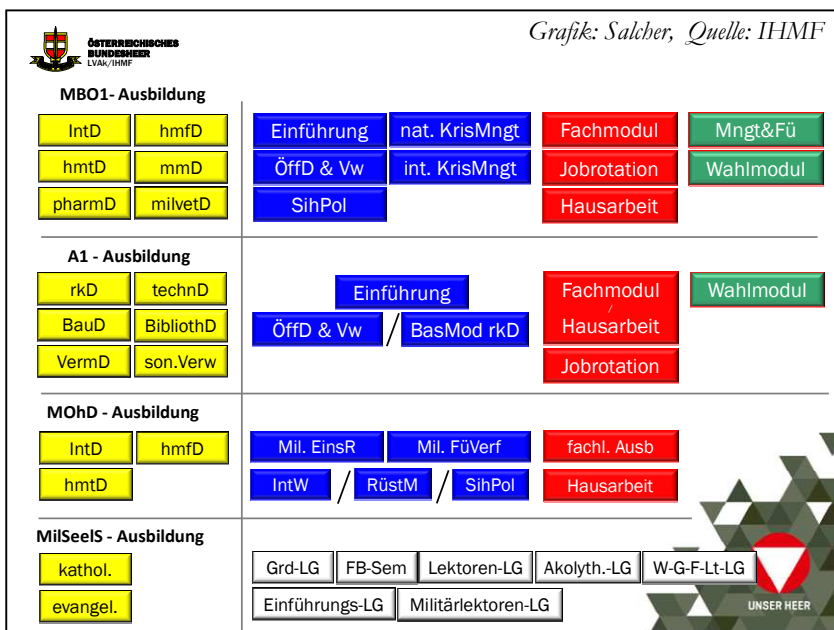 Grafik: Salcher, Quelle: IHMF
ÖSTERREICHISCHES
BUNDESHEER
LVAk/IHMF
MBO1- Ausbildung
IntD hmfD Einführung nat. KrisMngt Fachmodul Mngt&Fü
hmtD mmD ÖffD & Vw int. KrisMngt Jobrotation Wahlmodul
pharmD milvetD SihPol Hausarbeit
A1 - Ausbildung
rkD technD Einführung Fachmodul Wahlmodul
/
BauD BibliothD ÖffD & Vw / BasMod rkD Hausarbeit
VermD son.Verw Jobrotation
MOhD - Ausbildung
IntD hmfD Mil. EinsR Mil. FüVerf fachl. Ausb
hmtD IntW / RüstM / SihPol Hausarbeit
MilSeelS - Ausbildung
kathol. Grd-LG FB-Sem Lektoren-LG Akolyth.-LG W-G-F-Lt-LG
evangel. Einführungs-LG Militärlektoren-LG
UNSER HEER